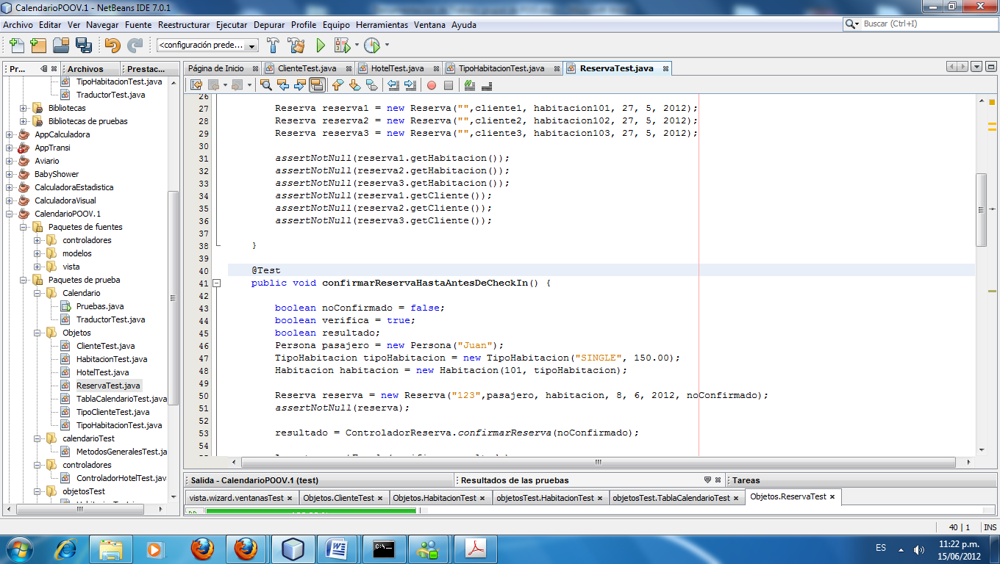 CalendarioPOOV.1 - NetBeans IDE 7.0.1
Archivo Editar Ver Navegar Fuente Reestructurar Ejecutar Depurar Profile Equipo Herramientas Ventana Ayuda
Buscar (Ctrl+I)
<configuración prede...
Pr... Archivos Prestac...
TipoHabitacionTest.java
TraductorTest.java
Bibliotecas
Bibliotecas de pruebas
AppCalculadora
AppTransi
Aviario
BabyShower
CalculadoraEstadistica
CalculadoraVisual
CalendarioPOOV.1
Paquetes de fuentes
controladores
modelos
vista
Paquetes de prueba
Calendario
Pruebas.java
TraductorTest.java
Objetos
ClienteTest.java
HabitacionTest.java
HotelTest.java
ReservaTest.java
TablaCalendarioTest.java
TipoClienteTest.java
TipoHabitacionTest.java
calendarioTest
MetodosGeneralesTest.ja
controladores
ControladorHotelTest.java
objetosTest
Página de Inicio ClienteTest.java HotelTest.java TipoHabitacionTest.java ReservaTest.java
26
27 Reserva reserva1 = new Reserva("",cliente1, habitacion101, 27, 5, 2012);
28 Reserva reserva2 = new Reserva("",cliente2, habitacion102, 27, 5, 2012);
29 Reserva reserva3 = new Reserva("",cliente3, habitacion103, 27, 5, 2012);
30
31 assertNotNull(reserva1.getHabitacion());
32 assertNotNull(reserva2.getHabitacion());
33 assertNotNull(reserva3.getHabitacion());
34 assertNotNull(reserva1.getCliente());
35 assertNotNull(reserva2.getCliente());
36 assertNotNull(reserva3.getCliente());
37
38 }
39
40 @Test
41 public void confirmarReservaHastaAntesDeCheckIn() {
42
43 boolean noConfirmado = false;
44 boolean verifica = true;
45 boolean resultado;
46 Persona pasajero = new Persona("Juan");
47 TipoHabitacion tipoHabitacion = new TipoHabitacion("SINGLE", 150.00);
48 Habitacion habitacion = new Habitacion(101, tipoHabitacion);
49
50 Reserva reserva = new Reserva("123",pasajero, habitacion, 8, 6, 2012, noConfirmado);
51 assertNotNull(reserva);
52
53 resultado = ControladorReserva.confirmarReserva(noConfirmado);
54
Salida - CalendarioPOOV.1 (test) Resultados de las pruebas Tareas
vista.wizard.ventanasTest Objetos.ClienteTest Objetos.HabitacionTest objetosTest.HabitacionTest objetosTest.TablaCalendarioTest Objetos.ReservaTest
40 | 1 INS
ES 11:22 p.m.
15/06/2012